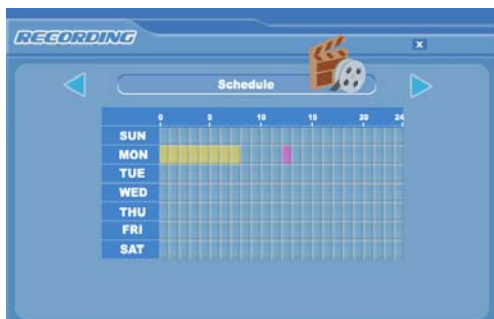 RECORDING
X
Schedule
0 5 10 15 20 24
SUN
MON
TUE
WED
THU
FRI
SAT